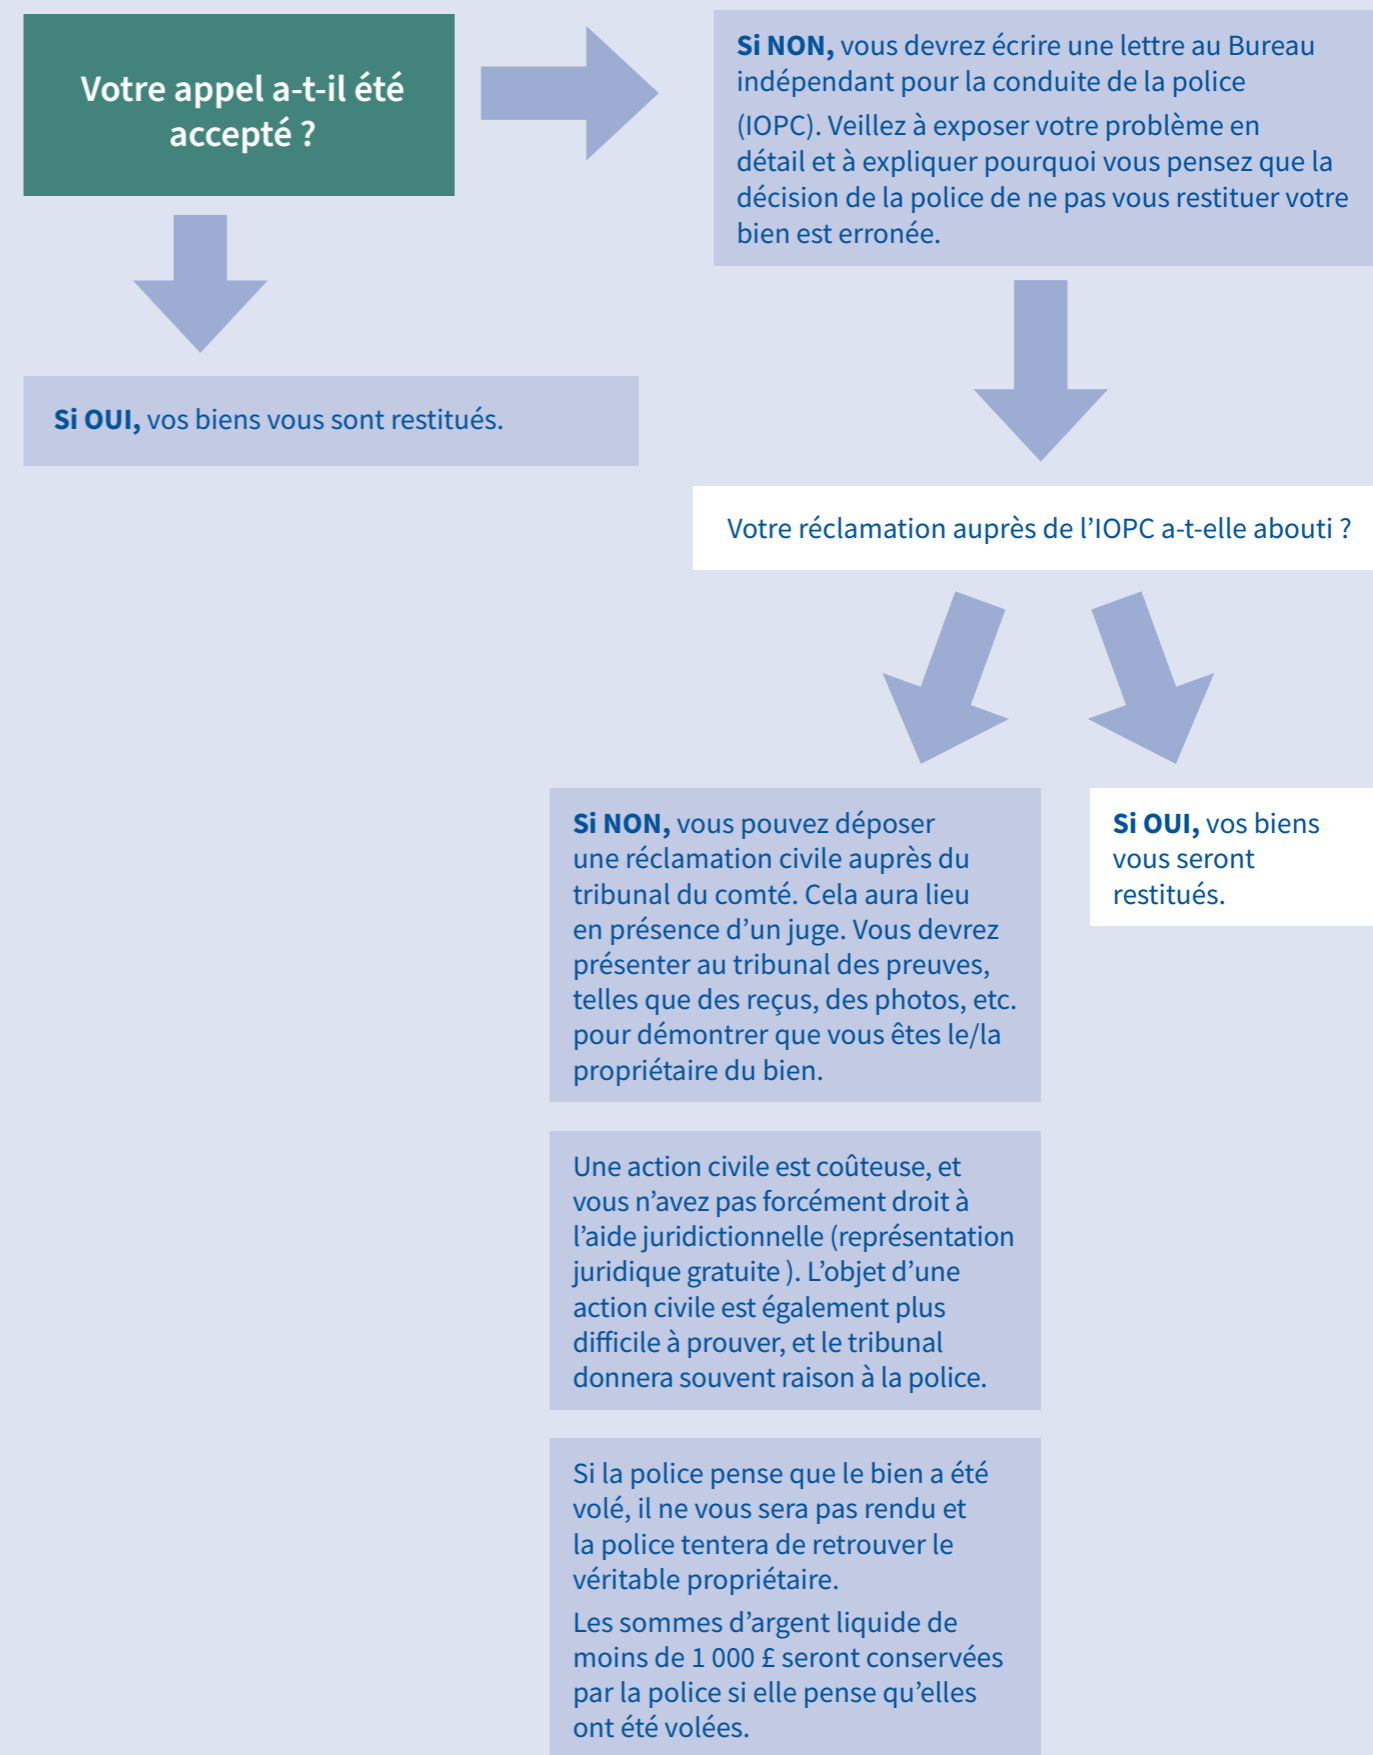 Votre appel a-t-il été
accepté ?
Si NON, vous devrez écrire une lettre au Bureau
indépendant pour la conduite de la police
(IOPC). Veillez à exposer votre problème en
détail et à expliquer pourquoi vous pensez que la
décision de la police de ne pas vous restituer votre
bien est erronée.
Si OUI, vos biens vous sont restitués.
Votre réclamation auprès de l’IOPC a-t-elle abouti ?
Si NON, vous pouvez déposer
une réclamation civile auprès du
tribunal du comté. Cela aura lieu
en présence d’un juge. Vous devrez
présenter au tribunal des preuves,
telles que des reçus, des photos, etc.
pour démontrer que vous êtes le/la
propriétaire du bien.
Si OUI, vos biens
vous seront
restitués.
Une action civile est coûteuse, et
vous n’avez pas forcément droit à
l’aide juridictionnelle (représentation
juridique gratuite ). L’objet d’une
action civile est également plus
difficile à prouver, et le tribunal
donnera souvent raison à la police.
Si la police pense que le bien a été
volé, il ne vous sera pas rendu et
la police tentera de retrouver le
véritable propriétaire.
Les sommes d’argent liquide de
moins de 1 000 £ seront conservées
par la police si elle pense qu’elles
ont été volées.